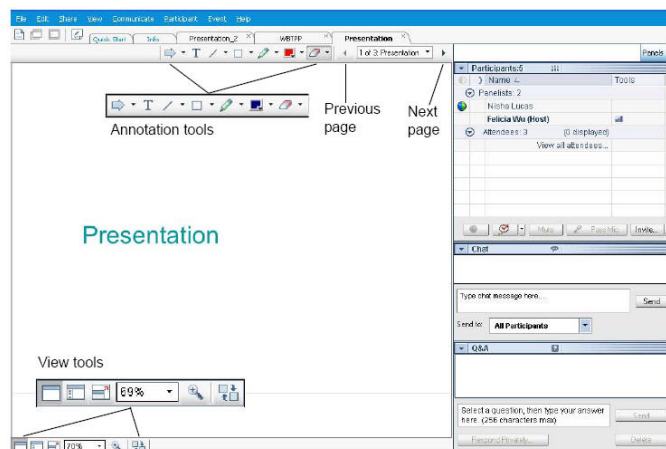 File Edit Share View Communicate Participant Event Help
Quick Start Info Presentation_2 WBTPP Presentation
T 1 of 3: Presentation Panels
T
Annotation tools
Previous page
Next page
Presentation
View tools
69%
70%
Participants:5
Name Tools
Panelists: 2
Nisha Lucas
Felicia Wu (Host)
Attendees: 3 (0 displayed)
View all attendees...
Mute Pass Mic Invite...
Chat
Type chat message here...
Send
Send to: All Participants
Q&A
Select a question, then type your answer
here. (256 characters max)
Send
Respond Privately... Delete